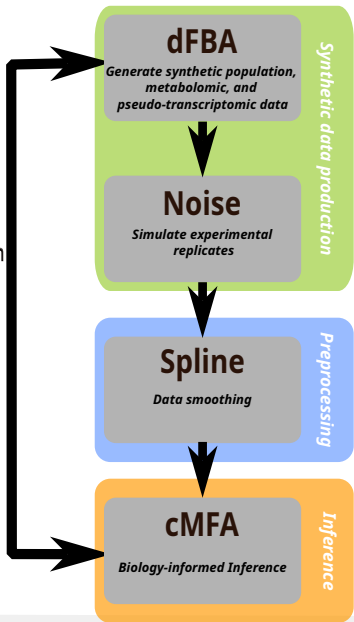 dFBA
Generate synthetic population,
metabolomic, and
pseudo-transcriptomic data
Synthetic data production
Noise
Simulate experimental
replicates
Spline
Data smoothing
Preprocessing
cMFA
Biology-informed Inference
Inference